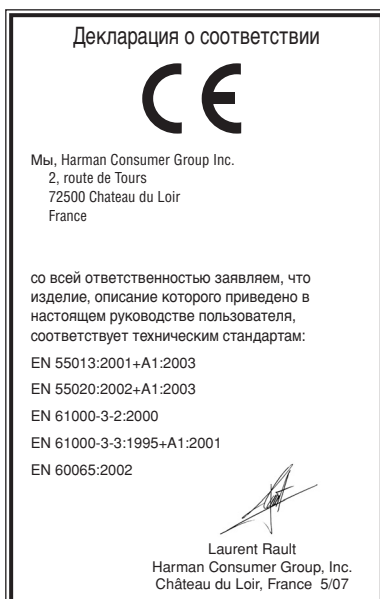 Декларация о соответствии
CE
Мы, Harman Consumer Group Inc.
2, route de Tours
72500 Chateau du Loir
France
со всей ответственностью заявляем, что
изделие, описание которого приведено в
настоящем руководстве пользователя,
соответствует техническим стандартам:
EN 55013:2001+A1:2003
EN 55020:2002+A1:2003
EN 61000-3-2:2000
EN 61000-3-3:1995+A1:2001
EN 60065:2002
Laurent Rault
Harman Consumer Group, Inc.
Château du Loir, France 5/07